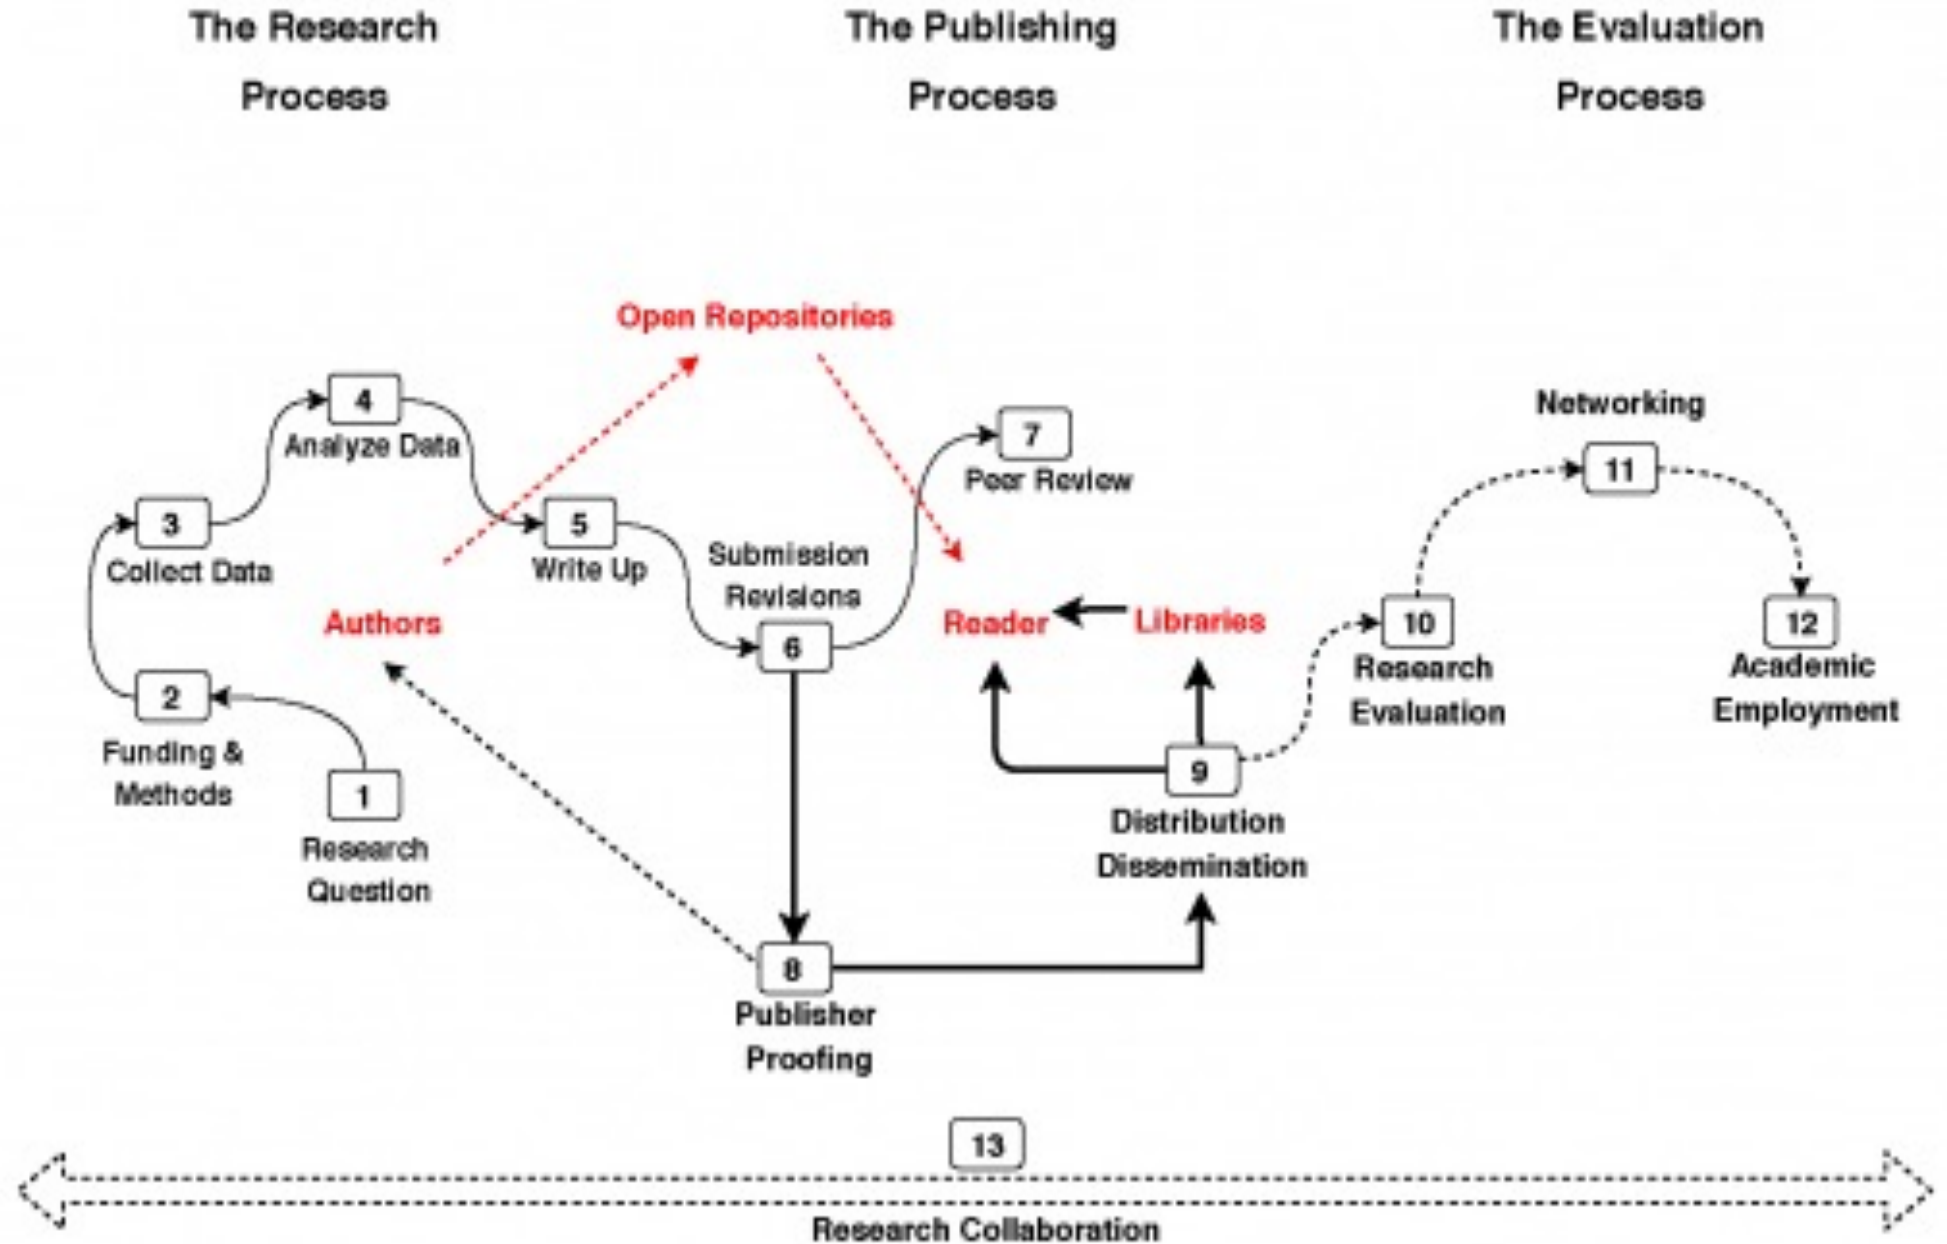 The Research
Process
The Publishing
Process
The Evaluation
Process
Open Repositories
4
Analyze Data
3
Collect Data
5
Write Up
Authors
2
Funding &
Methods
1
Research
Question
Submission
Revisions
6
7
Peer Review
Reader
Libraries
9
Distribution
Dissemination
8
Publisher
Proofing
Networking
11
10
Research
Evaluation
12
Academic
Employment
13
Research Collaboration